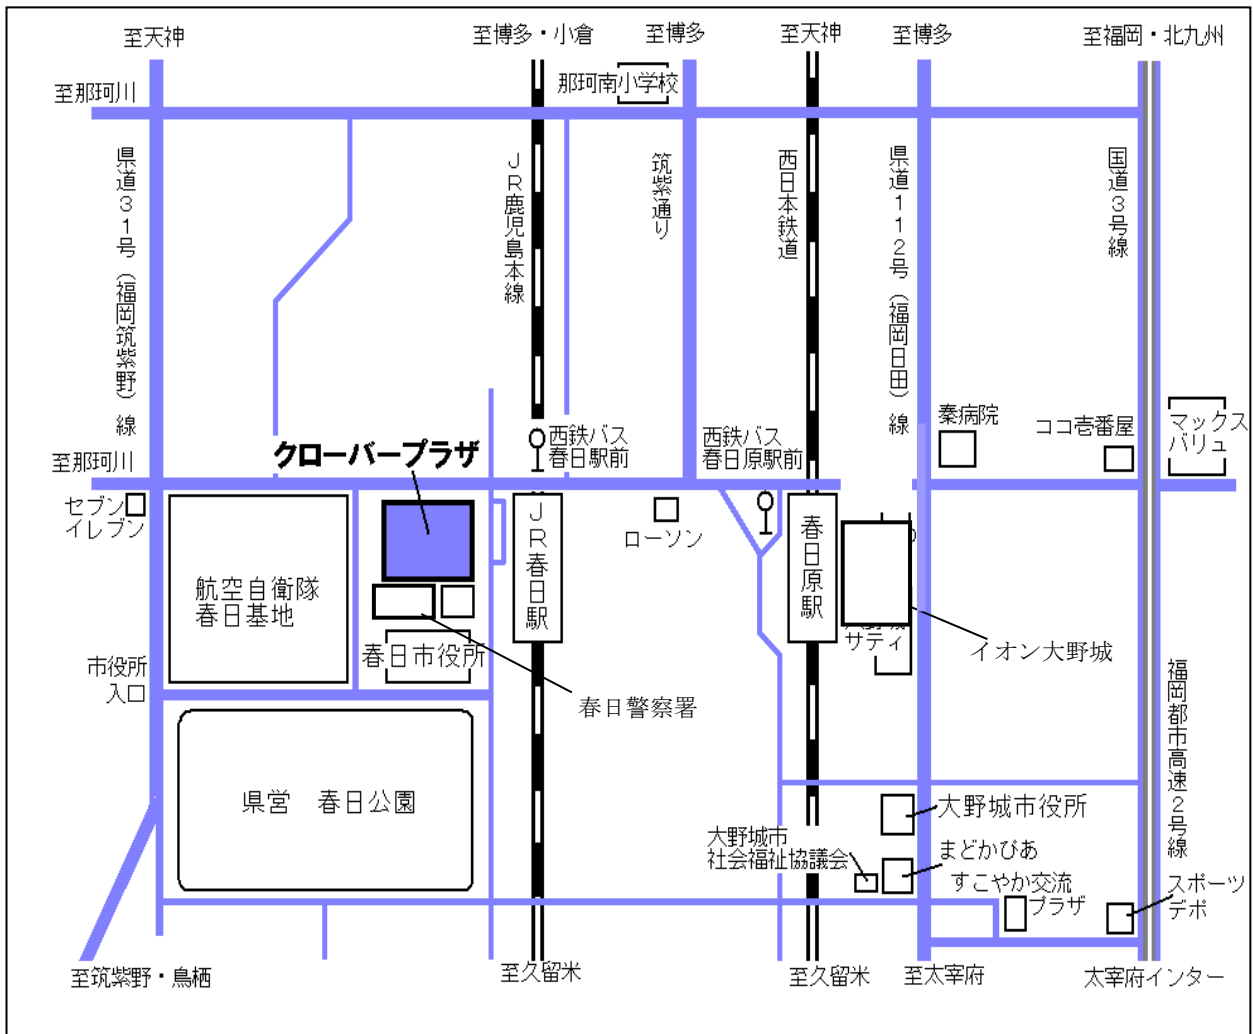 至天神
至博多・小倉
至博多
至天神
至博多
至福岡・北九州
至那珂川
那珂南小学校
県道31号(福岡筑紫野)線
JR鹿児島本線
筑紫通り
西日本鉄道
県道112号(福岡日田)線
国道3号線
至那珂川
クローバープラザ
西鉄バス
春日駅前
西鉄バス
春日原駅前
秦病院
ココ壱番屋
マックス
バリュ
セブン
イレブン
航空自衛隊
春日基地
JR春日駅
ローソン
春日原駅
サティ
イオン大野城
春日市役所
春日警察署
市役所
入口
県営 春日公園
福岡都市高速2号線
大野城市役所
大野城市
社会福祉協議会
まどかぴあ
すこやか交流
プラザ
スポーツ
デポ
至筑紫野・鳥栖
至久留米
至久留米
至太宰府
太宰府インター